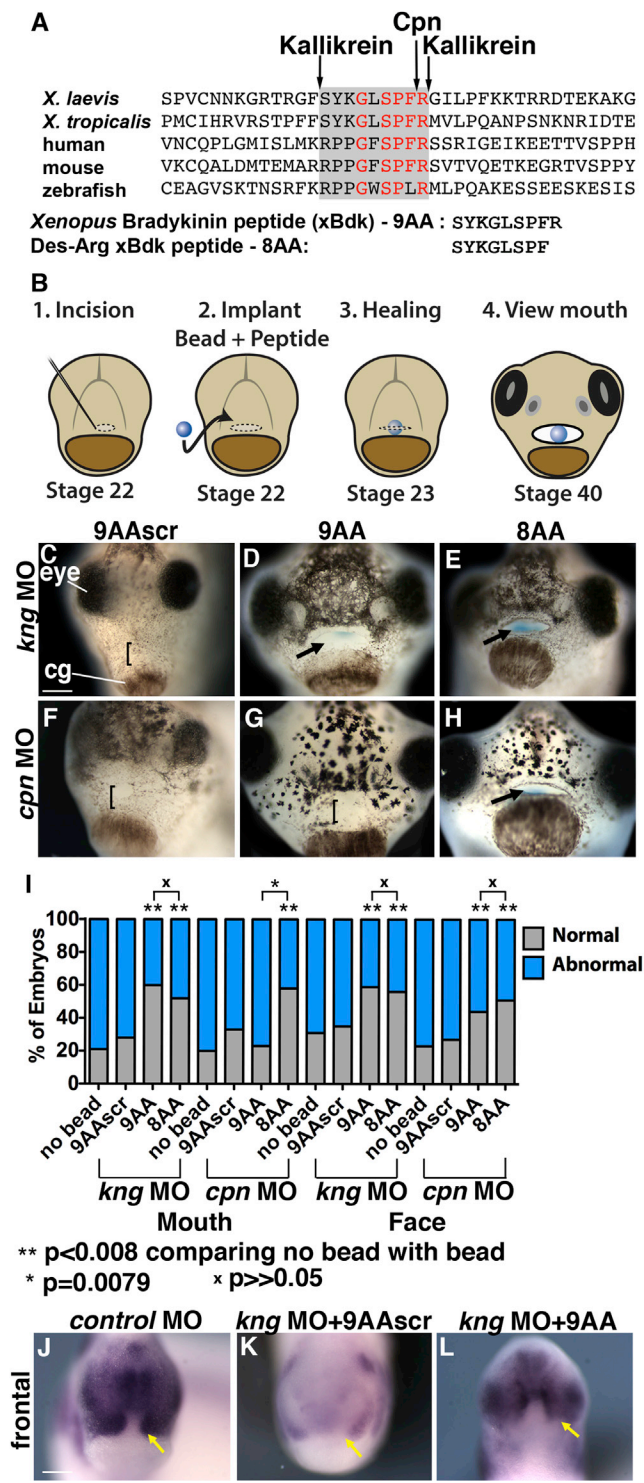 A
Cpn
Kallikrein Kallikrein
X. laevis SPVCNNKGRTRGFSYKGLSPFRGILPFKKTRRDTEKAKG
X. tropicalis PMCIHRVRSTPFFSYKGLSPFRMVLPQANPSNKNRIDTE
human VNCQPLGMISLMKRPPGFSPFRSSRIGEIKEETTVSPPH
mouse VKCQALDMTEMARRPPGFSPFRSVTVQETKEGRTVSPPY
zebrafish CEAGVSKTNSRFKRPPGWSPLRMLPQAKESSEESKESIS
Xenopus Bradykinin peptide (xBdk) - 9AA : SYKGLSPFR
Des-Arg xBdk peptide - 8AA: SYKGLSPF
B
1. Incision 2. Implant 3. Healing 4. View mouth
Bead + Peptide
Stage 22 Stage 22 Stage 23 Stage 40
9AAscr 9AA 8AA
kng MO
C D E
eye
cg
cpn MO
F G H
I
x * x x
** ** ** ** ** ** **
% of Embryos
100
80
60
40
20
0
Normal
Abnormal
no bead 9AAscr 9AA 8AA no bead 9AAscr 9AA 8AA no bead 9AAscr 9AA 8AA no bead 9AAscr 9AA 8AA
kng MO cpn MO kng MO cpn MO
Mouth Face
** p<0.008 comparing no bead with bead
* p=0.0079 x p>>0.05
control MO kng MO+9AAscr kng MO+9AA
J K L
frontal